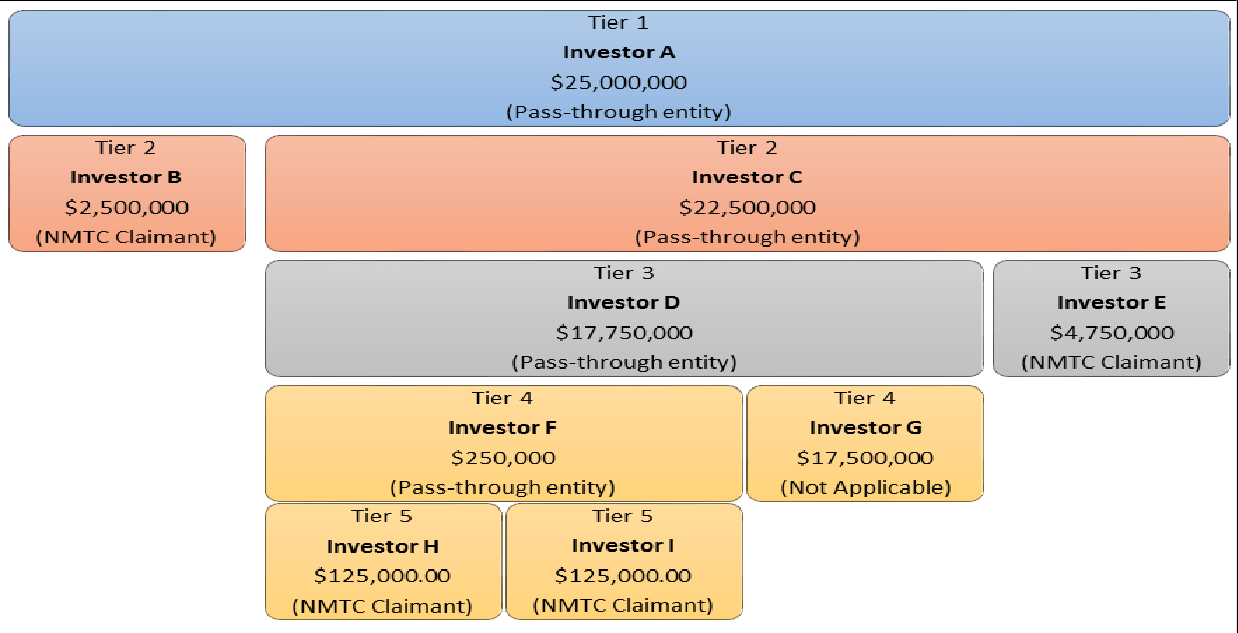 Tier 1
Investor A
$25,000,000
(Pass-through entity)
Tier 2
Investor B
$2,500,000
(NMTC Claimant)
Tier 2
Investor C
$22,500,000
(Pass-through entity)
Tier 3
Investor D
$17,750,000
(Pass-through entity)
Tier 3
Investor E
$4,750,000
(NMTC Claimant)
Tier 4
Investor F
$250,000
(Pass-through entity)
Tier 4
Investor G
$17,500,000
(Not Applicable)
Tier 5
Investor H
$125,000.00
(NMTC Claimant)
Tier 5
Investor I
$125,000.00
(NMTC Claimant)